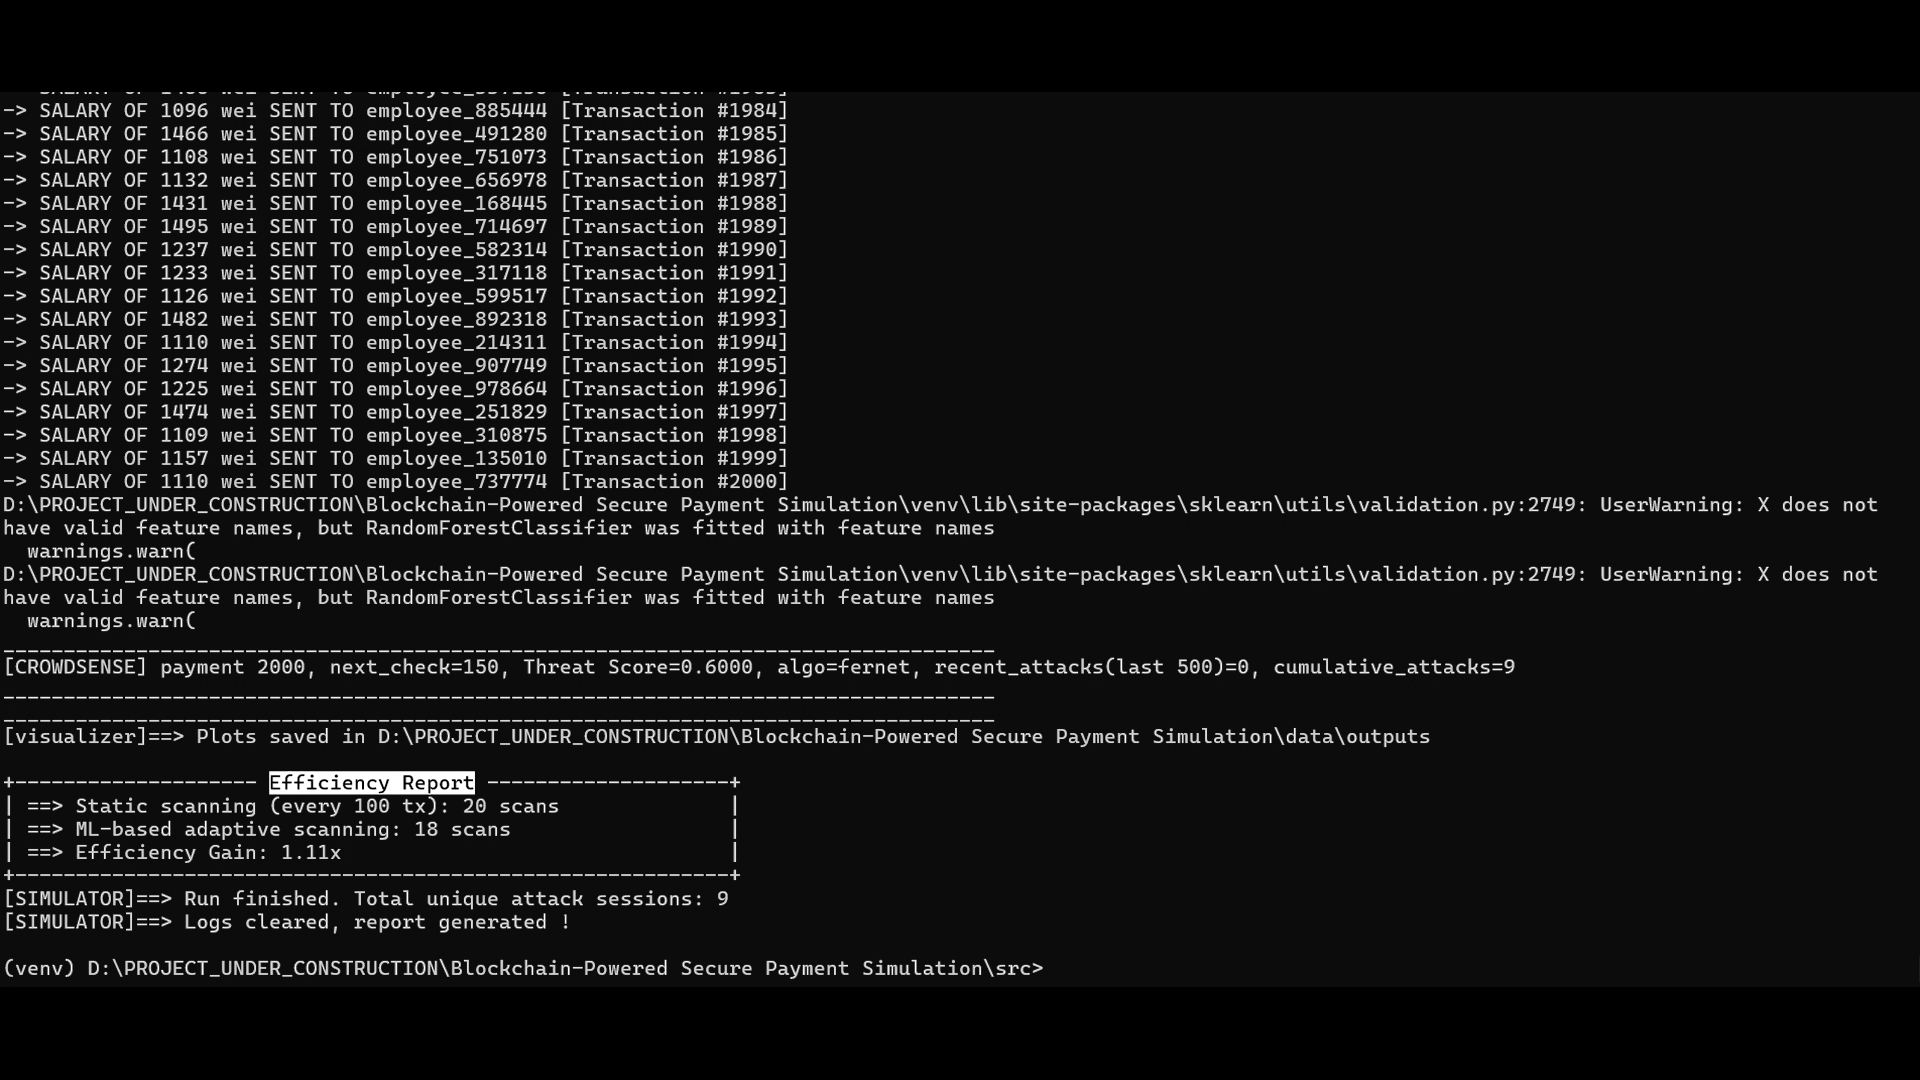 -> SALARY OF 1096 wei SENT TO employee_885444 [Transaction #1984]
-> SALARY OF 1466 wei SENT TO employee_491280 [Transaction #1985]
-> SALARY OF 1108 wei SENT TO employee_751073 [Transaction #1986]
-> SALARY OF 1132 wei SENT TO employee_656978 [Transaction #1987]
-> SALARY OF 1431 wei SENT TO employee_168445 [Transaction #1988]
-> SALARY OF 1495 wei SENT TO employee_714697 [Transaction #1989]
-> SALARY OF 1237 wei SENT TO employee_582314 [Transaction #1990]
-> SALARY OF 1233 wei SENT TO employee_317118 [Transaction #1991]
-> SALARY OF 1126 wei SENT TO employee_599517 [Transaction #1992]
-> SALARY OF 1482 wei SENT TO employee_892318 [Transaction #1993]
-> SALARY OF 1110 wei SENT TO employee_214311 [Transaction #1994]
-> SALARY OF 1274 wei SENT TO employee_907749 [Transaction #1995]
-> SALARY OF 1225 wei SENT TO employee_978664 [Transaction #1996]
-> SALARY OF 1474 wei SENT TO employee_251829 [Transaction #1997]
-> SALARY OF 1109 wei SENT TO employee_310875 [Transaction #1998]
-> SALARY OF 1157 wei SENT TO employee_135010 [Transaction #1999]
-> SALARY OF 1110 wei SENT TO employee_737774 [Transaction #2000]
D:\PROJECT_UNDER_CONSTRUCTION\Blockchain-Powered Secure Payment Simulation\venv\lib\site-packages\sklearn\utils\validation.py:2749: UserWarning: X does not
have valid feature names, but RandomForestClassifier was fitted with feature names
  warnings.warn(
D:\PROJECT_UNDER_CONSTRUCTION\Blockchain-Powered Secure Payment Simulation\venv\lib\site-packages\sklearn\utils\validation.py:2749: UserWarning: X does not
have valid feature names, but RandomForestClassifier was fitted with feature names
  warnings.warn(
[CROWDSENSE] payment 2000, next_check=150, Threat Score=0.6000, algo=fernet, recent_attacks(last 500)=0, cumulative_attacks=9
[visualizer]==> Plots saved in D:\PROJECT_UNDER_CONSTRUCTION\Blockchain-Powered Secure Payment Simulation\data\outputs
+-------------------- Efficiency Report --------------------+
| ==> Static scanning (every 100 tx): 20 scans |
| ==> ML-based adaptive scanning: 18 scans |
| ==> Efficiency Gain: 1.11x |
+-----------------------------------------------------------+
[SIMULATOR]==> Run finished. Total unique attack sessions: 9
[SIMULATOR]==> Logs cleared, report generated !
(venv) D:\PROJECT_UNDER_CONSTRUCTION\Blockchain-Powered Secure Payment Simulation\src>